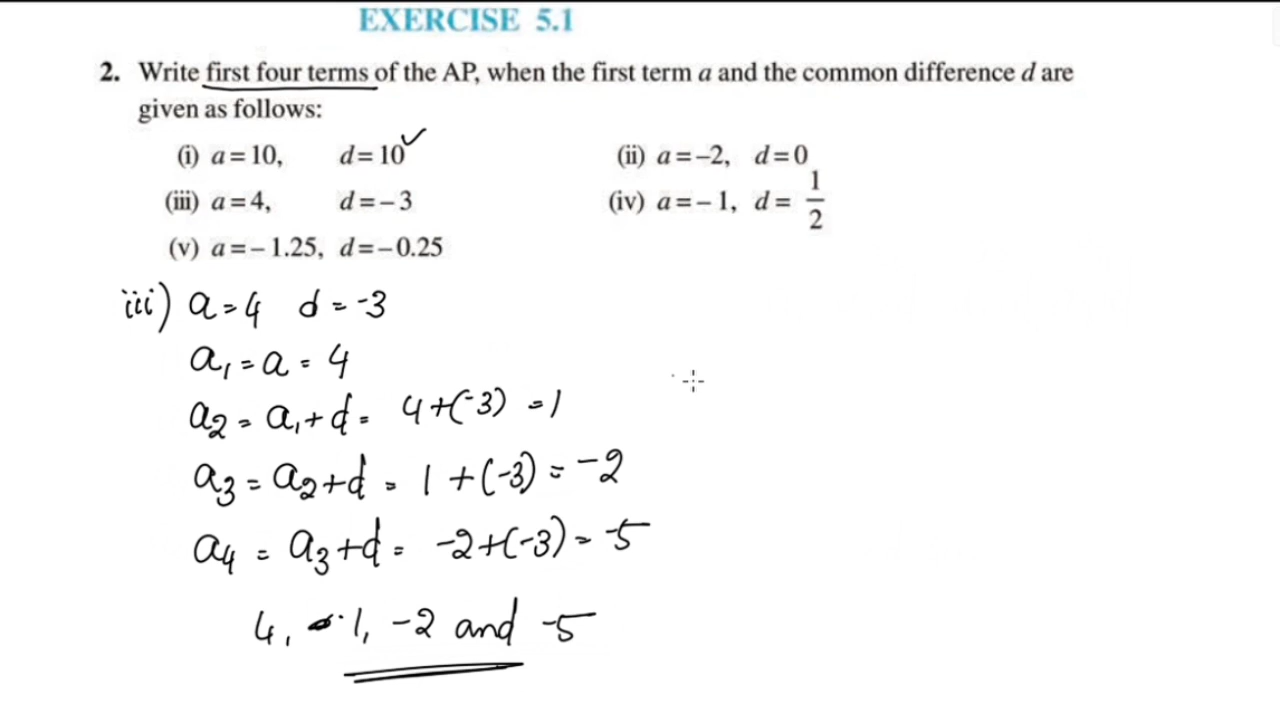 EXERCISE 5.1
2. Write first four terms of the AP, when the first term a and the common difference d are
given as follows:
(i) a = 10, d = 10 (ii) a = –2, d = 0
(iii) a = 4, d = – 3 (iv) a = – 1, d = 1/2
(v) a = – 1.25, d = – 0.25
iii) a = 4 d = -3
a₁ = a = 4
a₂ = a₁ + d = 4 + (-3) = 1
a₃ = a₂ + d = 1 + (-3) = -2
a₄ = a₃ + d = -2 + (-3) = -5
4, 1, -2 and -5